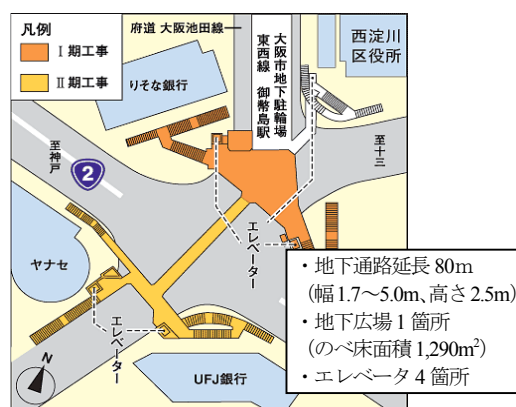 凡例
Ⅰ期工事
Ⅱ期工事
府道 大阪池田線
りそな銀行
大阪市地下駐輪場
東西線 御幣島駅
西淀川
区役所
至神戸
至十三
2
ヤナセ
エレベーター
エレベーター
N
UFJ銀行
・地下通路延長 80m
(幅1.7～5.0m、高さ2.5m)
・地下広場1箇所
(のべ床面積 1,290m²)
・エレベータ4箇所